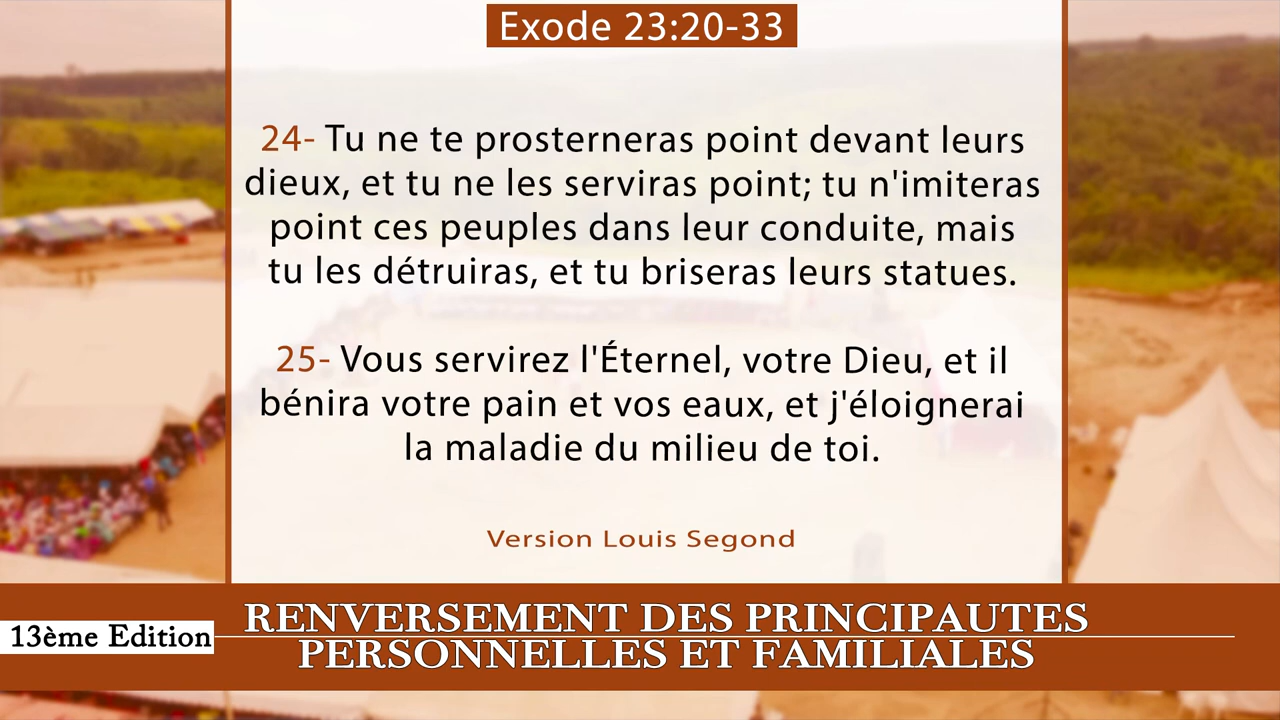 Exode 23:20-33
24- Tu ne te prosterneras point devant leurs
dieux, et tu ne les serviras point; tu n'imiteras
point ces peuples dans leur conduite, mais
tu les détruiras, et tu briseras leurs statues.
25- Vous servirez l'Éternel, votre Dieu, et il
bénira votre pain et vos eaux, et j'éloignerai
la maladie du milieu de toi.
Version Louis Segond
13ème Edition
RENVERSEMENT DES PRINCIPAUTES
PERSONNELLES ET FAMILIALES